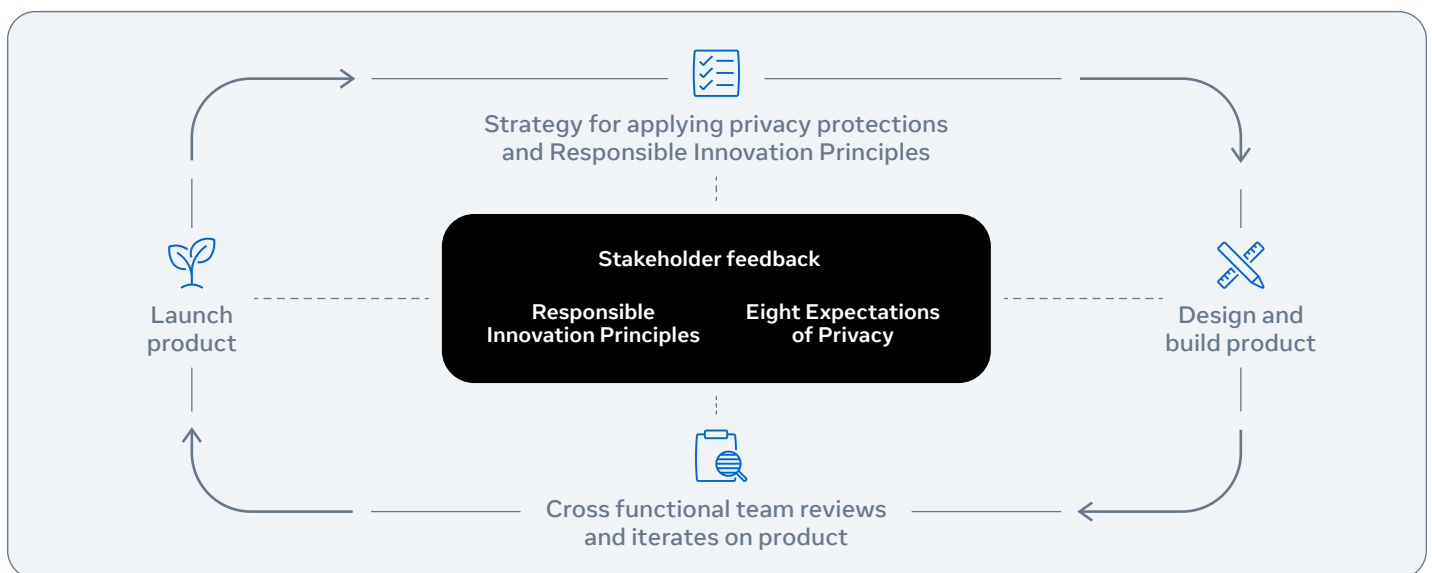 Strategy for applying privacy protections
and Responsible Innovation Principles
Stakeholder feedback
Responsible
Innovation Principles
Eight Expectations
of Privacy
Launch
product
Design and
build product
Cross functional team reviews
and iterates on product